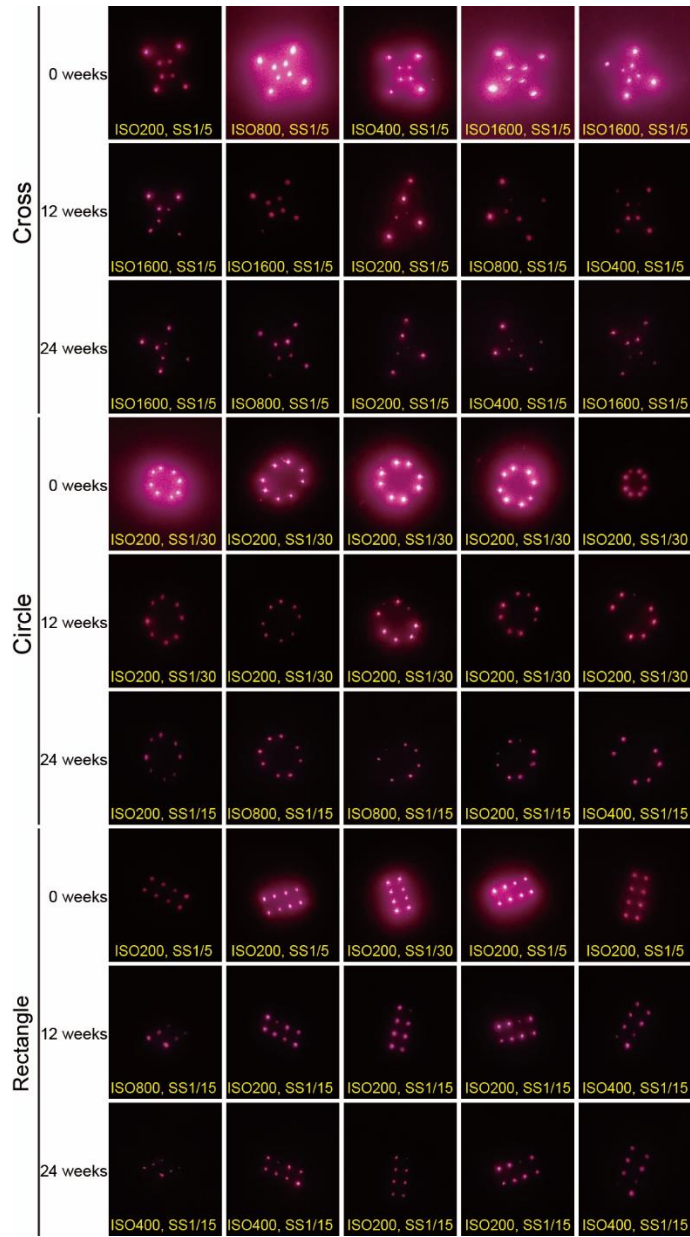 Cross
0 weeks
ISO200, SS1/5
ISO800, SS1/5
ISO400, SS1/5
ISO1600, SS1/5
ISO1600, SS1/5
12 weeks
ISO1600, SS1/5
ISO1600, SS1/5
ISO200, SS1/5
ISO800, SS1/5
ISO400, SS1/5
24 weeks
ISO1600, SS1/5
ISO800, SS1/5
ISO200, SS1/5
ISO400, SS1/5
ISO1600, SS1/5
Circle
0 weeks
ISO200, SS1/30
ISO200, SS1/30
ISO200, SS1/30
ISO200, SS1/30
ISO200, SS1/30
12 weeks
ISO200, SS1/30
ISO200, SS1/30
ISO200, SS1/30
ISO200, SS1/30
ISO200, SS1/30
24 weeks
ISO200, SS1/15
ISO800, SS1/15
ISO800, SS1/15
ISO200, SS1/15
ISO400, SS1/15
Rectangle
0 weeks
ISO200, SS1/5
ISO200, SS1/5
ISO200, SS1/30
ISO200, SS1/5
ISO200, SS1/5
12 weeks
ISO800, SS1/15
ISO200, SS1/15
ISO200, SS1/15
ISO200, SS1/15
ISO400, SS1/15
24 weeks
ISO400, SS1/15
ISO400, SS1/15
ISO200, SS1/15
ISO200, SS1/15
ISO400, SS1/15